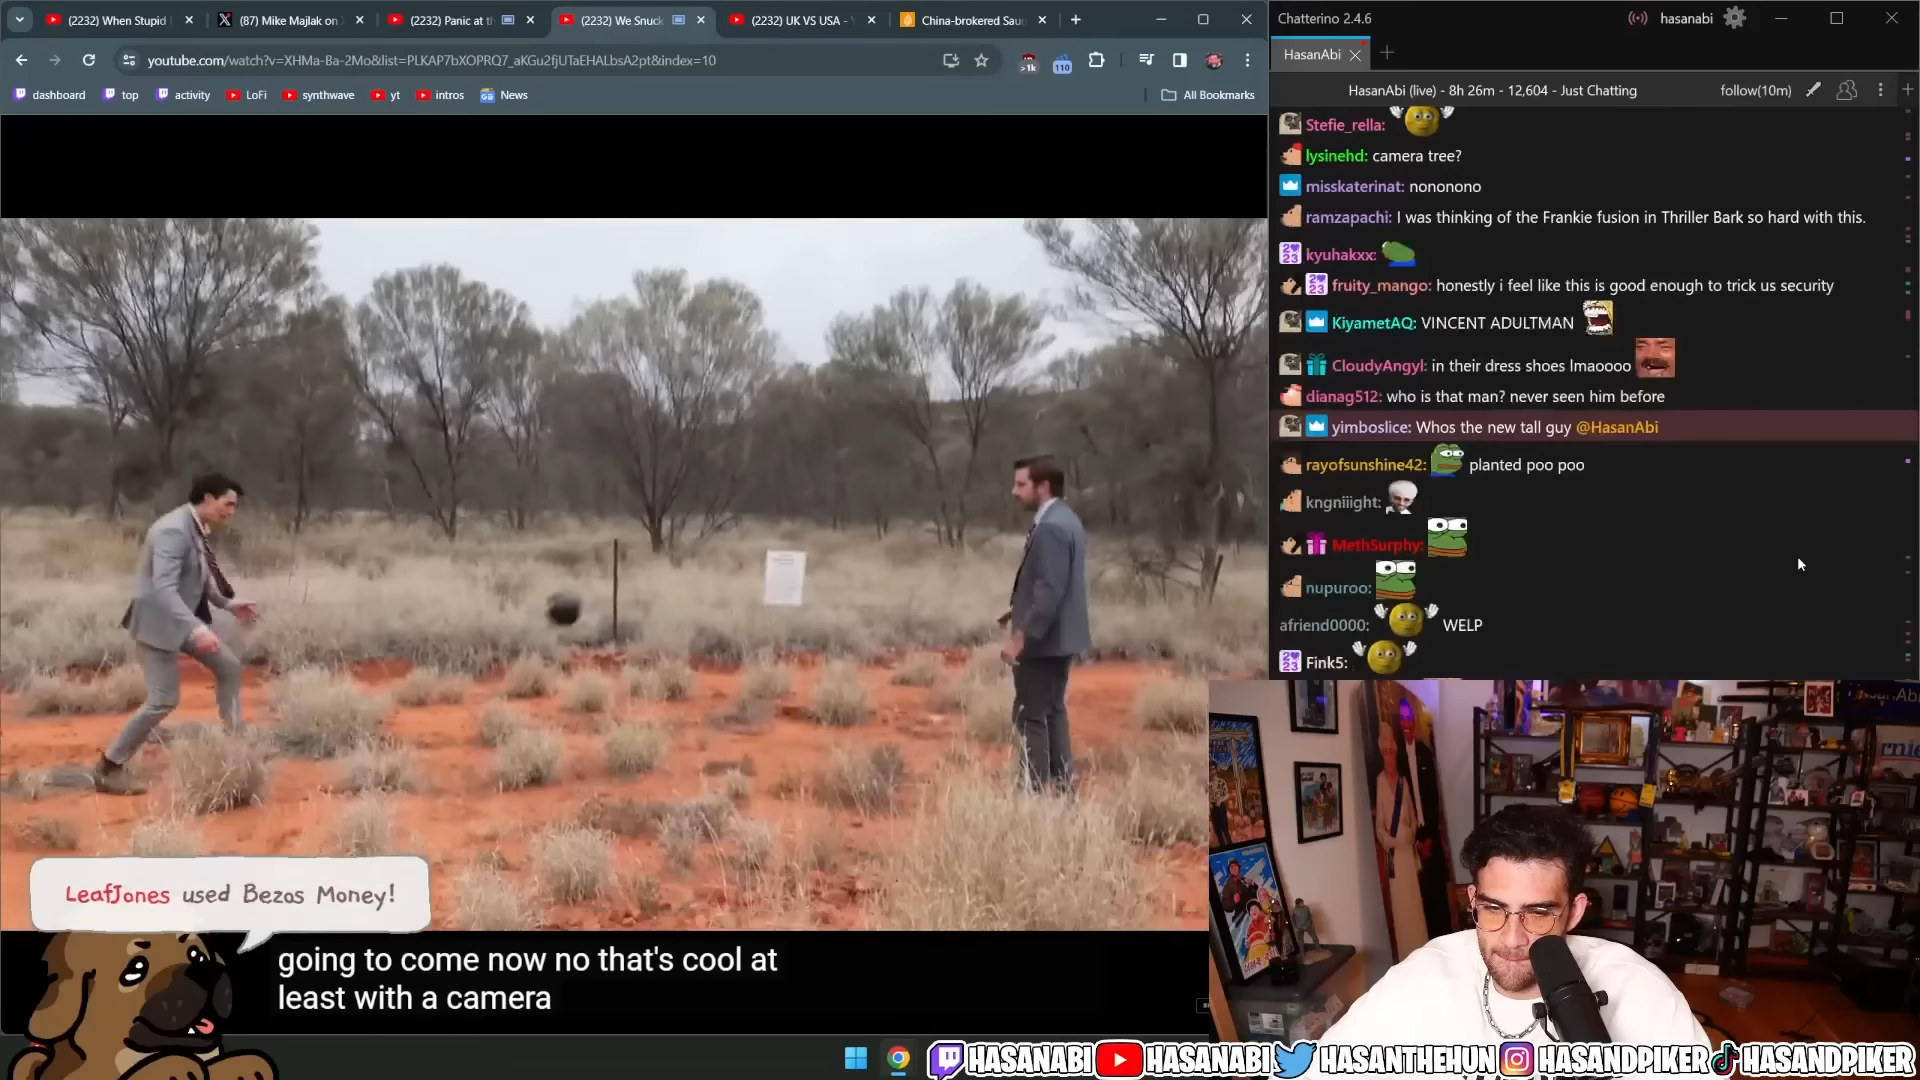 (2232) When Stupid
(87) Mike Majlak on
(2232) Panic at th
(2232) We Snuck
(2232) UK VS USA -
China-brokered Sau
youtube.com/watch?v=XHMa-Ba-2Mo&list=PLKAP7bXOPRQ7_aKGu2fjUTaEHALbsA2pt&index=10
>1k
110
dashboard
top
activity
LoFi
synthwave
yt
intros
News
All Bookmarks
Chatterino 2.4.6
hasanabi
HasanAbi
HasanAbi (live) - 8h 26m - 12,604 - Just Chatting
follow(10m)
Stefie_rella:
lysinehd: camera tree?
misskaterinat: nononono
ramzapachi: I was thinking of the Frankie fusion in Thriller Bark so hard with this.
kyuhakxx:
fruity_mango: honestly i feel like this is good enough to trick us security
KiyametAQ: VINCENT ADULTMAN
CloudyAngyl: in their dress shoes lmaoooo
dianag512: who is that man? never seen him before
yimboslice: Whos the new tall guy @HasanAbi
rayofsunshine42: planted poo poo
kngniiight:
MethSurphy:
nupuroo:
afriend0000: WELP
Fink5:
LeafJones used Bezos Money!
going to come now no that's cool at
least with a camera
HASANABI HASANABI HASANTHEHUN HASANDPIKER HASANDPIKER